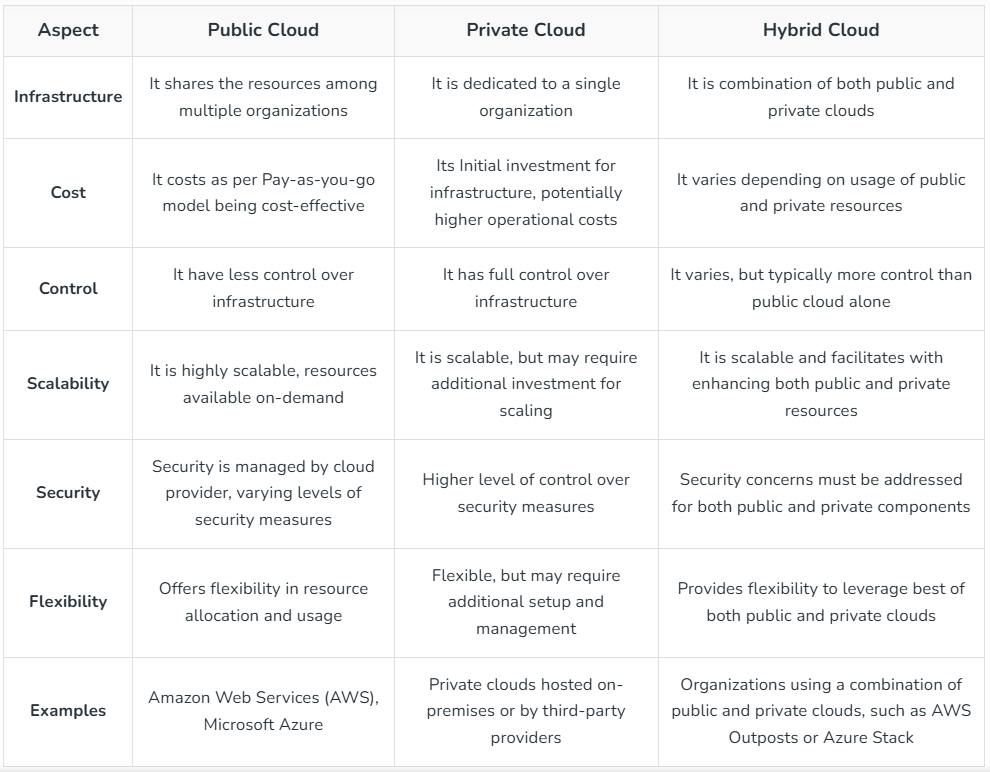 Aspect
Public Cloud
Private Cloud
Hybrid Cloud
Infrastructure
It shares the resources among
multiple organizations
It is dedicated to a single
organization
It is combination of both public and
private clouds
Cost
It costs as per Pay-as-you-go
model being cost-effective
Its Initial investment for
infrastructure, potentially
higher operational costs
It varies depending on usage of public
and private resources
Control
It have less control over
infrastructure
It has full control over
infrastructure
It varies, but typically more control than
public cloud alone
Scalability
It is highly scalable, resources
available on-demand
It is scalable, but may require
additional investment for
scaling
It is scalable and facilitates with
enhancing both public and private
resources
Security
Security is managed by cloud
provider, varying levels of
security measures
Higher level of control over
security measures
Security concerns must be addressed
for both public and private components
Flexibility
Offers flexibility in resource
allocation and usage
Flexible, but may require
additional setup and
management
Provides flexibility to leverage best of
both public and private clouds
Examples
Amazon Web Services (AWS),
Microsoft Azure
Private clouds hosted on-
premises or by third-party
providers
Organizations using a combination of
public and private clouds, such as AWS
Outposts or Azure Stack